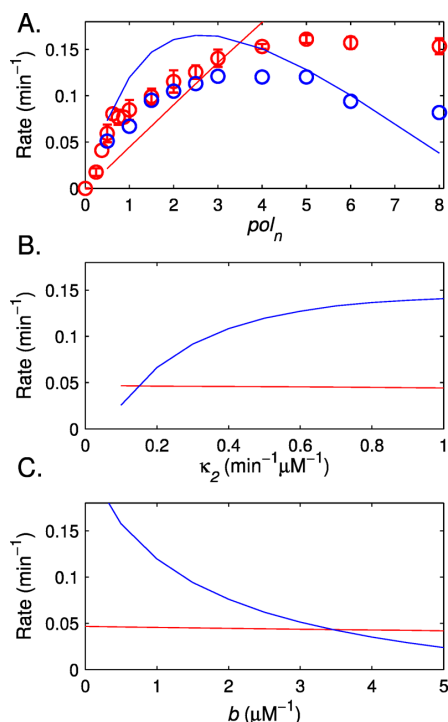 A.
0.15
0.1
0.05
0
Rate (min⁻¹)
0 1 2 3 4 5 6 7 8
pol_n
B.
0.15
0.1
0.05
0
Rate (min⁻¹)
0 0.2 0.4 0.6 0.8 1
κ₂ (min⁻¹μM⁻¹)
C.
0.15
0.1
0.05
0
Rate (min⁻¹)
0 1 2 3 4 5
b (μM⁻¹)